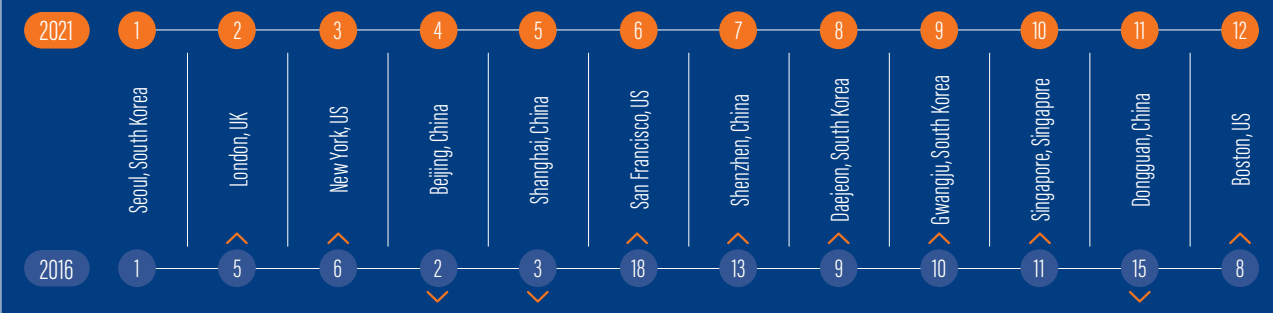 2021 1 2 3 4 5 6 7 8 9 10 11 12
Seoul, South Korea
London, UK
New York, US
Beijing, China
Shanghai, China
San Francisco, US
Shenzhen, China
Daejeon, South Korea
Gwangju, South Korea
Singapore, Singapore
Dongguan, China
Boston, US
2016 1 5 6 2 3 18 13 9 10 11 15 8